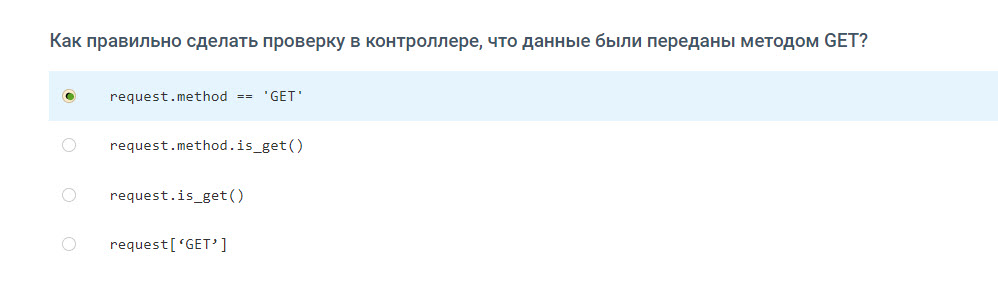 Как правильно сделать проверку в контроллере, что данные были переданы методом GET?
request.method == 'GET'
request.method.is_get()
request.is_get()
request[‘GET’]